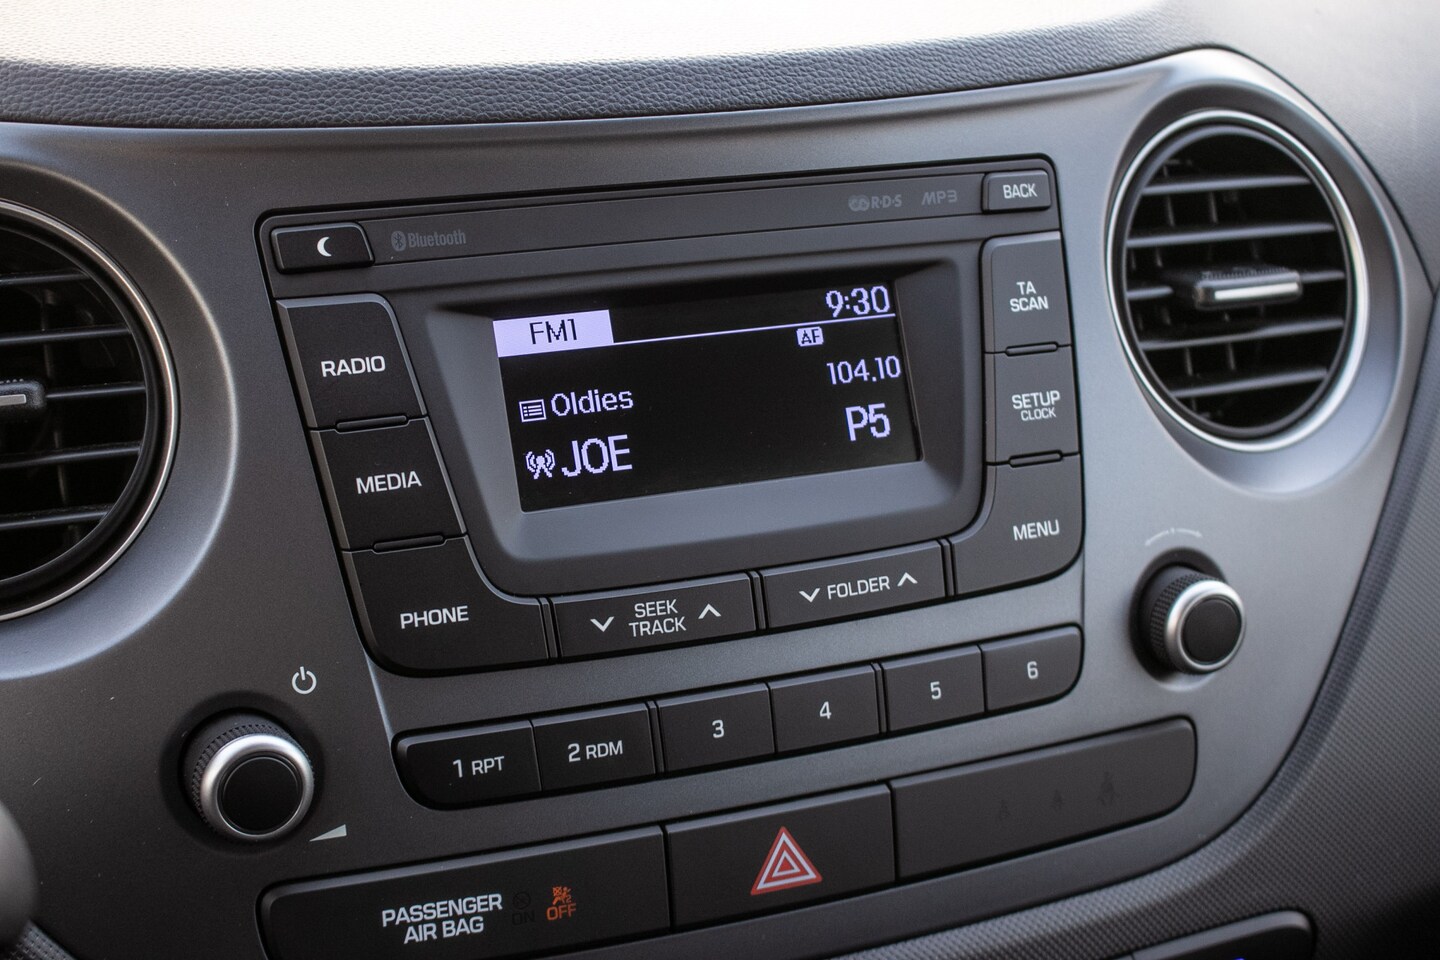 BACK
R·D·S MP3
Bluetooth
FM1
9:30
AF
104.10
Oldies
P5
JOE
RADIO
MEDIA
PHONE
TA
SCAN
SETUP
CLOCK
MENU
SEEK
TRACK
FOLDER
1 RPT
2 RDM
3
4
5
6
PASSENGER
AIR BAG
ON
OFF